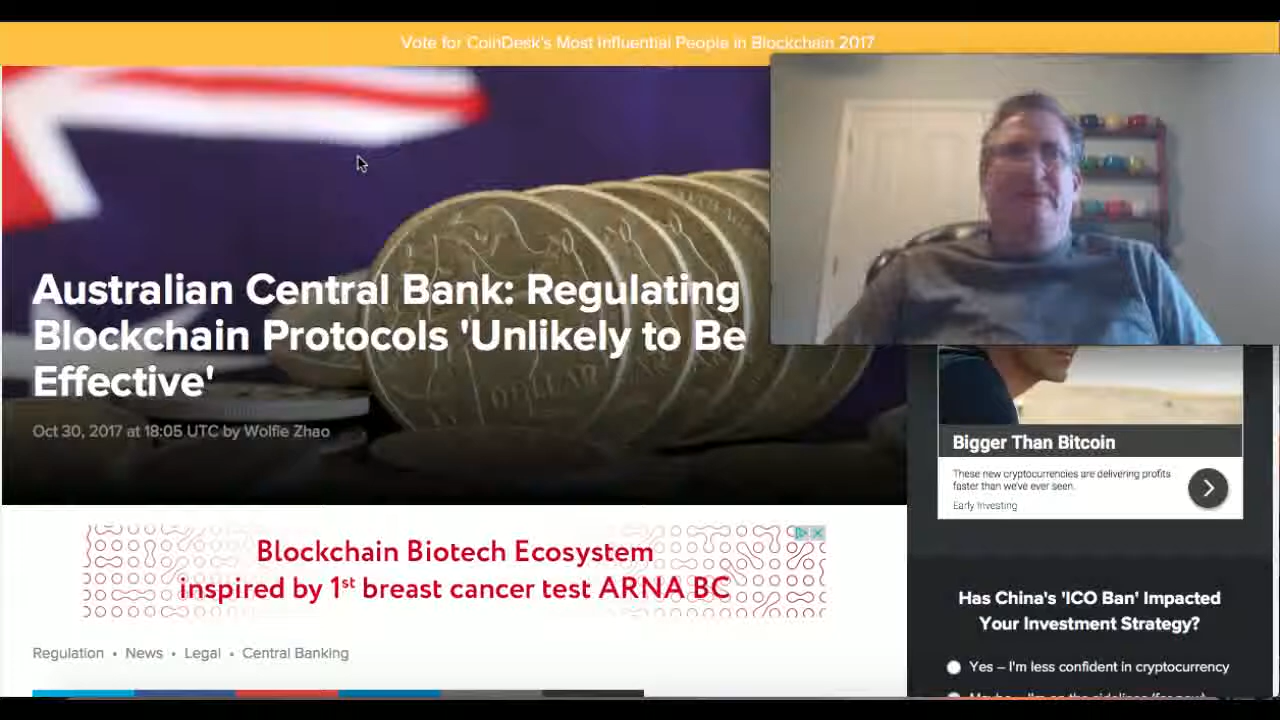 Vote for CoinDesk's Most Influential People in Blockchain 2017
Australian Central Bank: Regulating
Blockchain Protocols 'Unlikely to Be
Effective'
Oct 30, 2017 at 18:05 UTC by Wolfie Zhao
DOLLAR
Blockchain Biotech Ecosystem
inspired by 1st breast cancer test ARNA BC
Regulation • News • Legal • Central Banking
Bigger Than Bitcoin
These new cryptocurrencies are delivering profits
faster than we've ever seen.
Early Investing
Has China's 'ICO Ban' Impacted
Your Investment Strategy?
Yes – I'm less confident in cryptocurrency